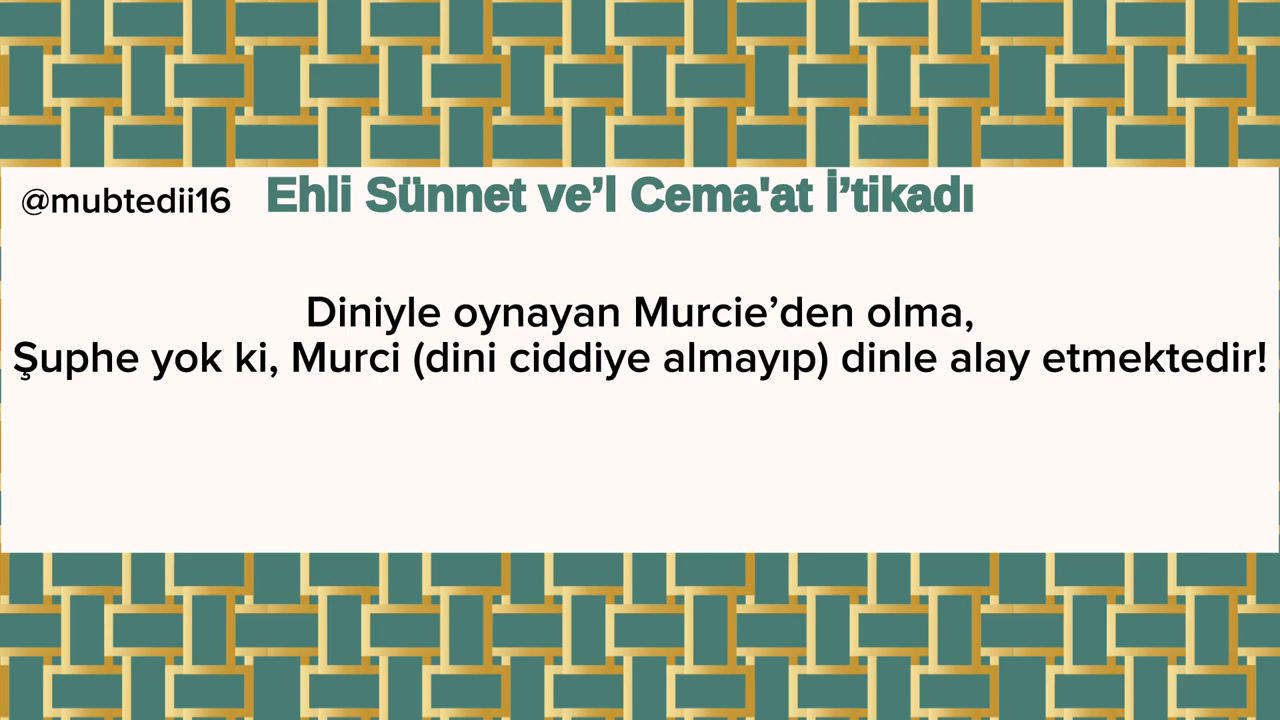 @mubtedii16
Ehli Sünnet ve’l Cema'at İ’tikadı
Diniyle oynayan Murcie’den olma,
Şuphe yok ki, Murci (dini ciddiye almayıp) dinle alay etmektedir!